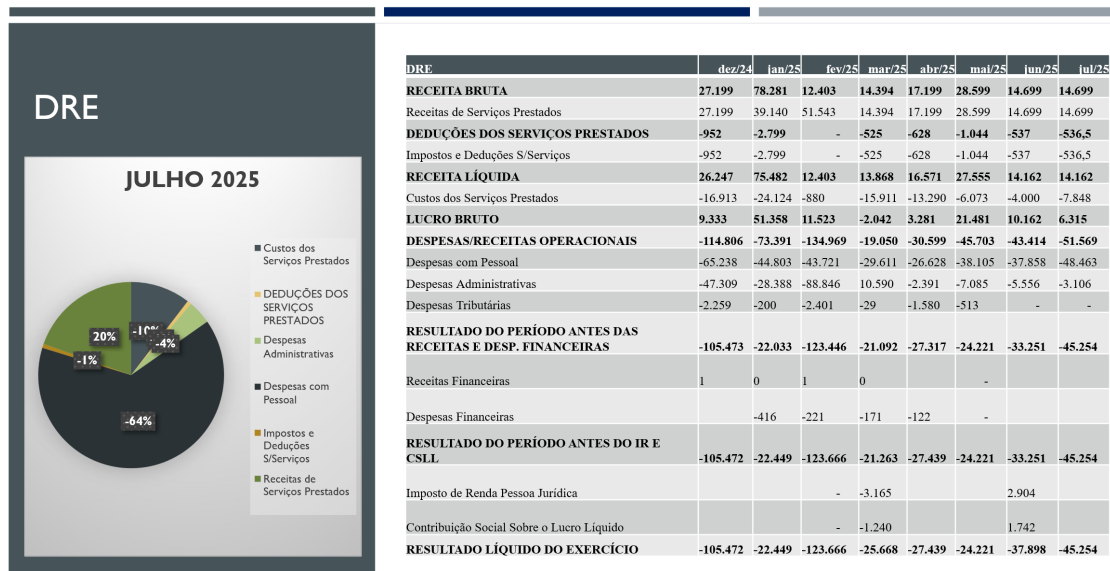 DRE
JULHO 2025
Custos dos
Serviços Prestados
DEDUÇÕES DOS
SERVIÇOS
PRESTADOS
Despesas
Administrativas
Despesas com
Pessoal
Impostos e
Deduções
S/Serviços
Receitas de
Serviços Prestados
20%
-10%
-4%
-1%
-64%
DRE dez/24 jan/25 fev/25 mar/25 abr/25 mai/25 jun/25 jul/25
RECEITA BRUTA 27.199 78.281 12.403 14.394 17.199 28.599 14.699 14.699
Receitas de Serviços Prestados 27.199 39.140 51.543 14.394 17.199 28.599 14.699 14.699
DEDUÇÕES DOS SERVIÇOS PRESTADOS -952 -2.799 - -525 -628 -1.044 -537 -536,5
Impostos e Deduções S/Serviços -952 -2.799 - -525 -628 -1.044 -537 -536,5
RECEITA LÍQUIDA 26.247 75.482 12.403 13.868 16.571 27.555 14.162 14.162
Custos dos Serviços Prestados -16.913 -24.124 -880 -15.911 -13.290 -6.073 -4.000 -7.848
LUCRO BRUTO 9.333 51.358 11.523 -2.042 3.281 21.481 10.162 6.315
DESPESAS/RECEITAS OPERACIONAIS -114.806 -73.391 -134.969 -19.050 -30.599 -45.703 -43.414 -51.569
Despesas com Pessoal -65.238 -44.803 -43.721 -29.611 -26.628 -38.105 -37.858 -48.463
Despesas Administrativas -47.309 -28.388 -88.846 10.590 -2.391 -7.085 -5.556 -3.106
Despesas Tributárias -2.259 -200 -2.401 -29 -1.580 -513 - -
RESULTADO DO PERÍODO ANTES DAS
RECEITAS E DESP. FINANCEIRAS -105.473 -22.033 -123.446 -21.092 -27.317 -24.221 -33.251 -45.254
Receitas Financeiras 1 0 1 0 -
Despesas Financeiras -416 -221 -171 -122 -
RESULTADO DO PERÍODO ANTES DO IR E
CSLL -105.472 -22.449 -123.666 -21.263 -27.439 -24.221 -33.251 -45.254
Imposto de Renda Pessoa Jurídica - -3.165 2.904
Contribuição Social Sobre o Lucro Líquido - -1.240 1.742
RESULTADO LÍQUIDO DO EXERCÍCIO -105.472 -22.449 -123.666 -25.668 -27.439 -24.221 -37.898 -45.254